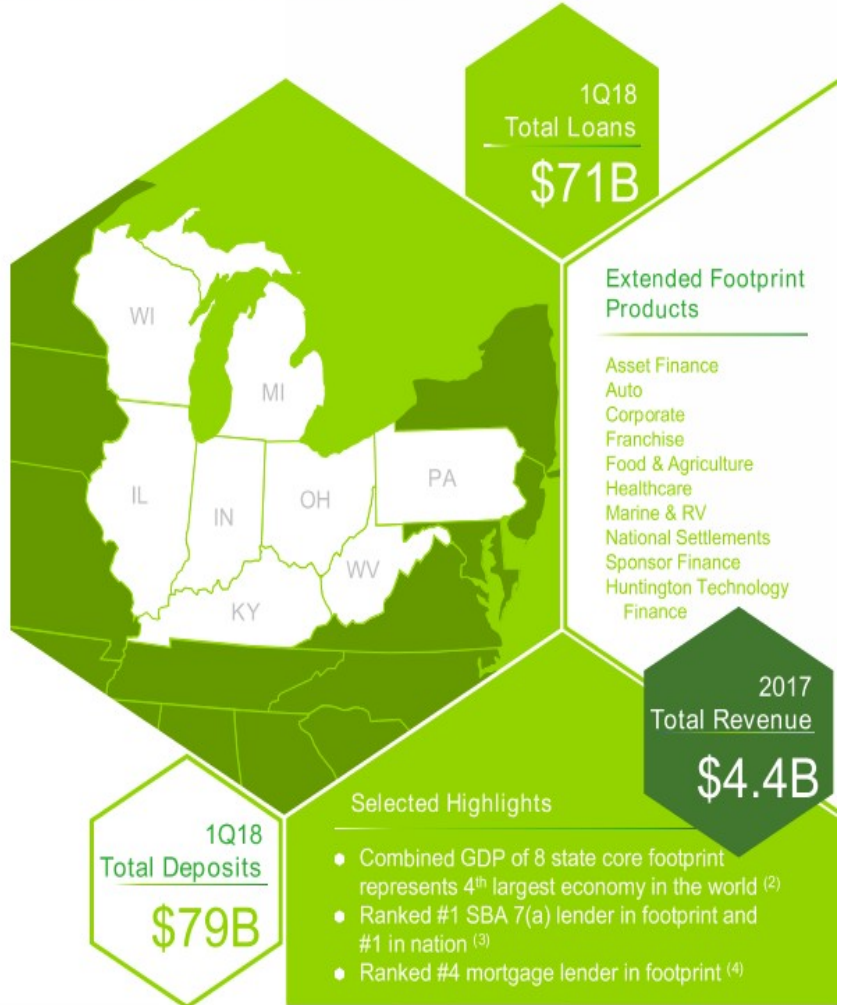 1Q18
Total Loans
$71B
WI
MI
IL
IN
OH
PA
WV
KY
Extended Footprint
Products
Asset Finance
Auto
Corporate
Franchise
Food & Agriculture
Healthcare
Marine & RV
National Settlements
Sponsor Finance
Huntington Technology
Finance
2017
Total Revenue
$4.4B
1Q18
Total Deposits
$79B
Selected Highlights
Combined GDP of 8 state core footprint
represents 4th largest economy in the world (2)
Ranked #1 SBA 7(a) lender in footprint and
#1 in nation (3)
Ranked #4 mortgage lender in footprint (4)